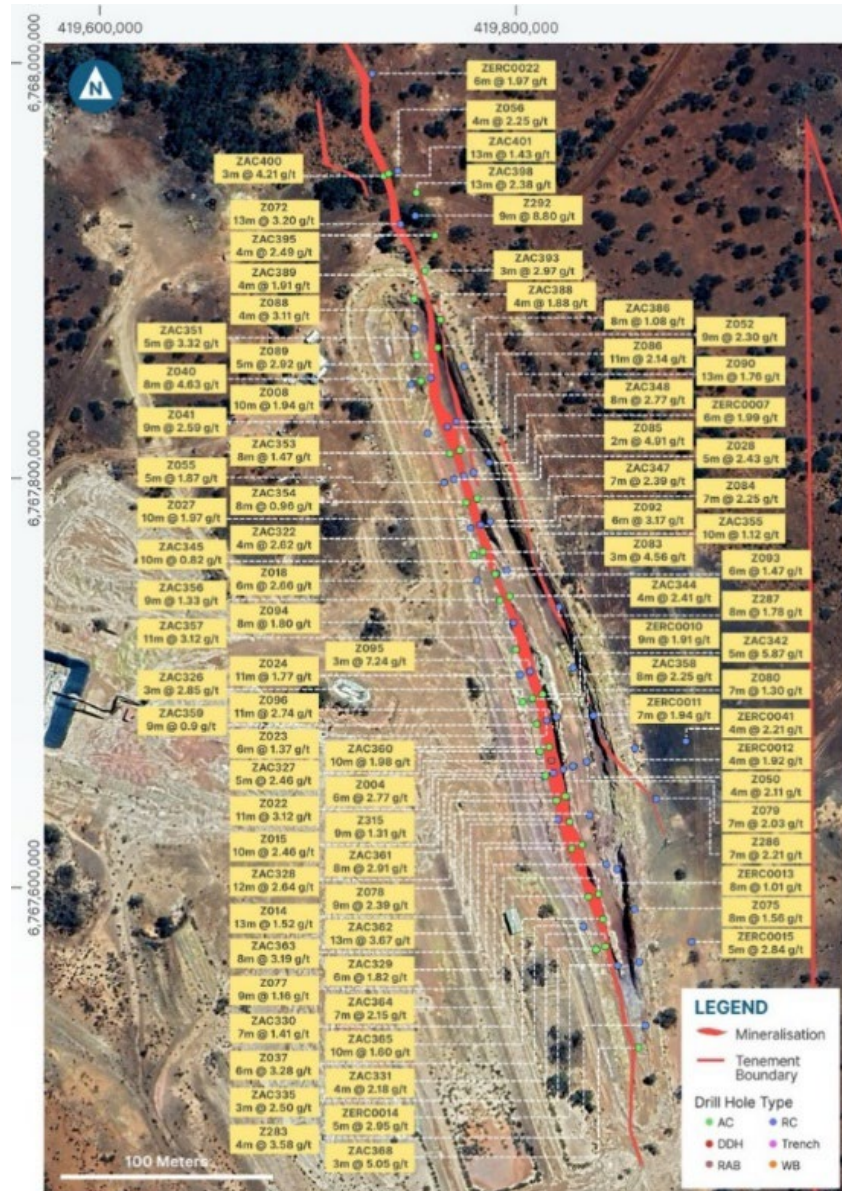 419,600,000
419,800,000
6,768,000,000
6,767,800,000
6,767,600,000
N
ZERC0022
6m @ 1.97 g/t
Z056
4m @ 2.25 g/t
ZAC401
13m @ 1.43 g/t
ZAC400
3m @ 4.21 g/t
ZAC398
13m @ 2.38 g/t
Z072
13m @ 3.20 g/t
Z292
9m @ 8.80 g/t
ZAC395
4m @ 2.49 g/t
ZAC393
3m @ 2.97 g/t
ZAC389
4m @ 1.91 g/t
ZAC388
4m @ 1.88 g/t
Z088
4m @ 3.11 g/t
ZAC386
8m @ 1.08 g/t
Z052
9m @ 2.30 g/t
ZAC351
5m @ 3.32 g/t
Z089
5m @ 2.92 g/t
Z086
11m @ 2.14 g/t
Z090
13m @ 1.76 g/t
Z040
8m @ 4.63 g/t
Z008
10m @ 1.94 g/t
ZAC348
8m @ 2.77 g/t
ZERC0007
6m @ 1.99 g/t
Z041
9m @ 2.59 g/t
Z085
2m @ 4.91 g/t
ZAC353
8m @ 1.47 g/t
Z028
5m @ 2.43 g/t
Z055
5m @ 1.87 g/t
ZAC347
7m @ 2.39 g/t
Z084
7m @ 2.25 g/t
ZAC354
8m @ 0.96 g/t
Z027
10m @ 1.97 g/t
Z092
6m @ 3.17 g/t
ZAC355
10m @ 1.12 g/t
ZAC322
4m @ 2.62 g/t
ZAC345
10m @ 0.82 g/t
Z083
3m @ 4.56 g/t
Z093
6m @ 1.47 g/t
Z018
6m @ 2.66 g/t
ZAC356
9m @ 1.33 g/t
ZAC344
4m @ 2.41 g/t
Z287
8m @ 1.78 g/t
Z094
8m @ 1.80 g/t
ZAC357
11m @ 3.12 g/t
ZERC0010
9m @ 1.91 g/t
ZAC342
5m @ 5.87 g/t
Z095
3m @ 7.24 g/t
Z024
11m @ 1.77 g/t
ZAC358
8m @ 2.25 g/t
Z080
7m @ 1.30 g/t
ZAC326
3m @ 2.85 g/t
Z096
11m @ 2.74 g/t
ZERC0011
7m @ 1.94 g/t
ZAC359
9m @ 0.9 g/t
ZERC0041
4m @ 2.21 g/t
Z023
6m @ 1.37 g/t
ZAC360
10m @ 1.98 g/t
ZERC0012
4m @ 1.92 g/t
ZAC327
5m @ 2.46 g/t
Z004
6m @ 2.77 g/t
Z050
4m @ 2.11 g/t
Z022
11m @ 3.12 g/t
Z315
9m @ 1.31 g/t
Z079
7m @ 2.03 g/t
Z015
10m @ 2.46 g/t
ZAC361
8m @ 2.91 g/t
Z286
7m @ 2.21 g/t
ZAC328
12m @ 2.64 g/t
Z078
9m @ 2.39 g/t
ZERC0013
8m @ 1.01 g/t
Z014
13m @ 1.52 g/t
ZAC362
13m @ 3.67 g/t
Z075
8m @ 1.56 g/t
ZAC363
8m @ 3.19 g/t
ZAC329
6m @ 1.82 g/t
ZERC0015
5m @ 2.84 g/t
Z077
9m @ 1.16 g/t
ZAC364
7m @ 2.15 g/t
ZAC330
7m @ 1.41 g/t
ZAC365
10m @ 1.60 g/t
Z037
6m @ 3.28 g/t
ZAC331
4m @ 2.18 g/t
ZAC335
3m @ 2.50 g/t
ZERC0014
5m @ 2.95 g/t
Z283
4m @ 3.58 g/t
ZAC368
3m @ 5.05 g/t
100 Meters
LEGEND
Mineralisation
Tenement
Boundary
Drill Hole Type
AC
RC
DDH
Trench
RAB
WB